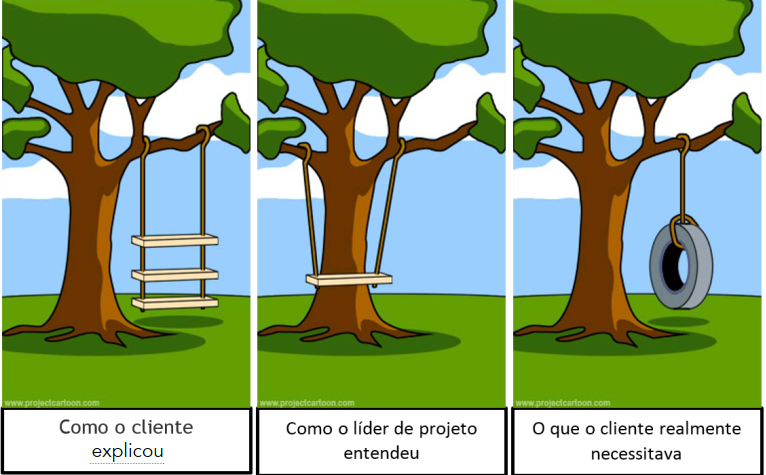 www.projectcartoon.com
www.projectcartoon.com
www.projectcartoon.com
Como o cliente
explicou
Como o líder de projeto
entendeu
O que o cliente realmente
necessitava